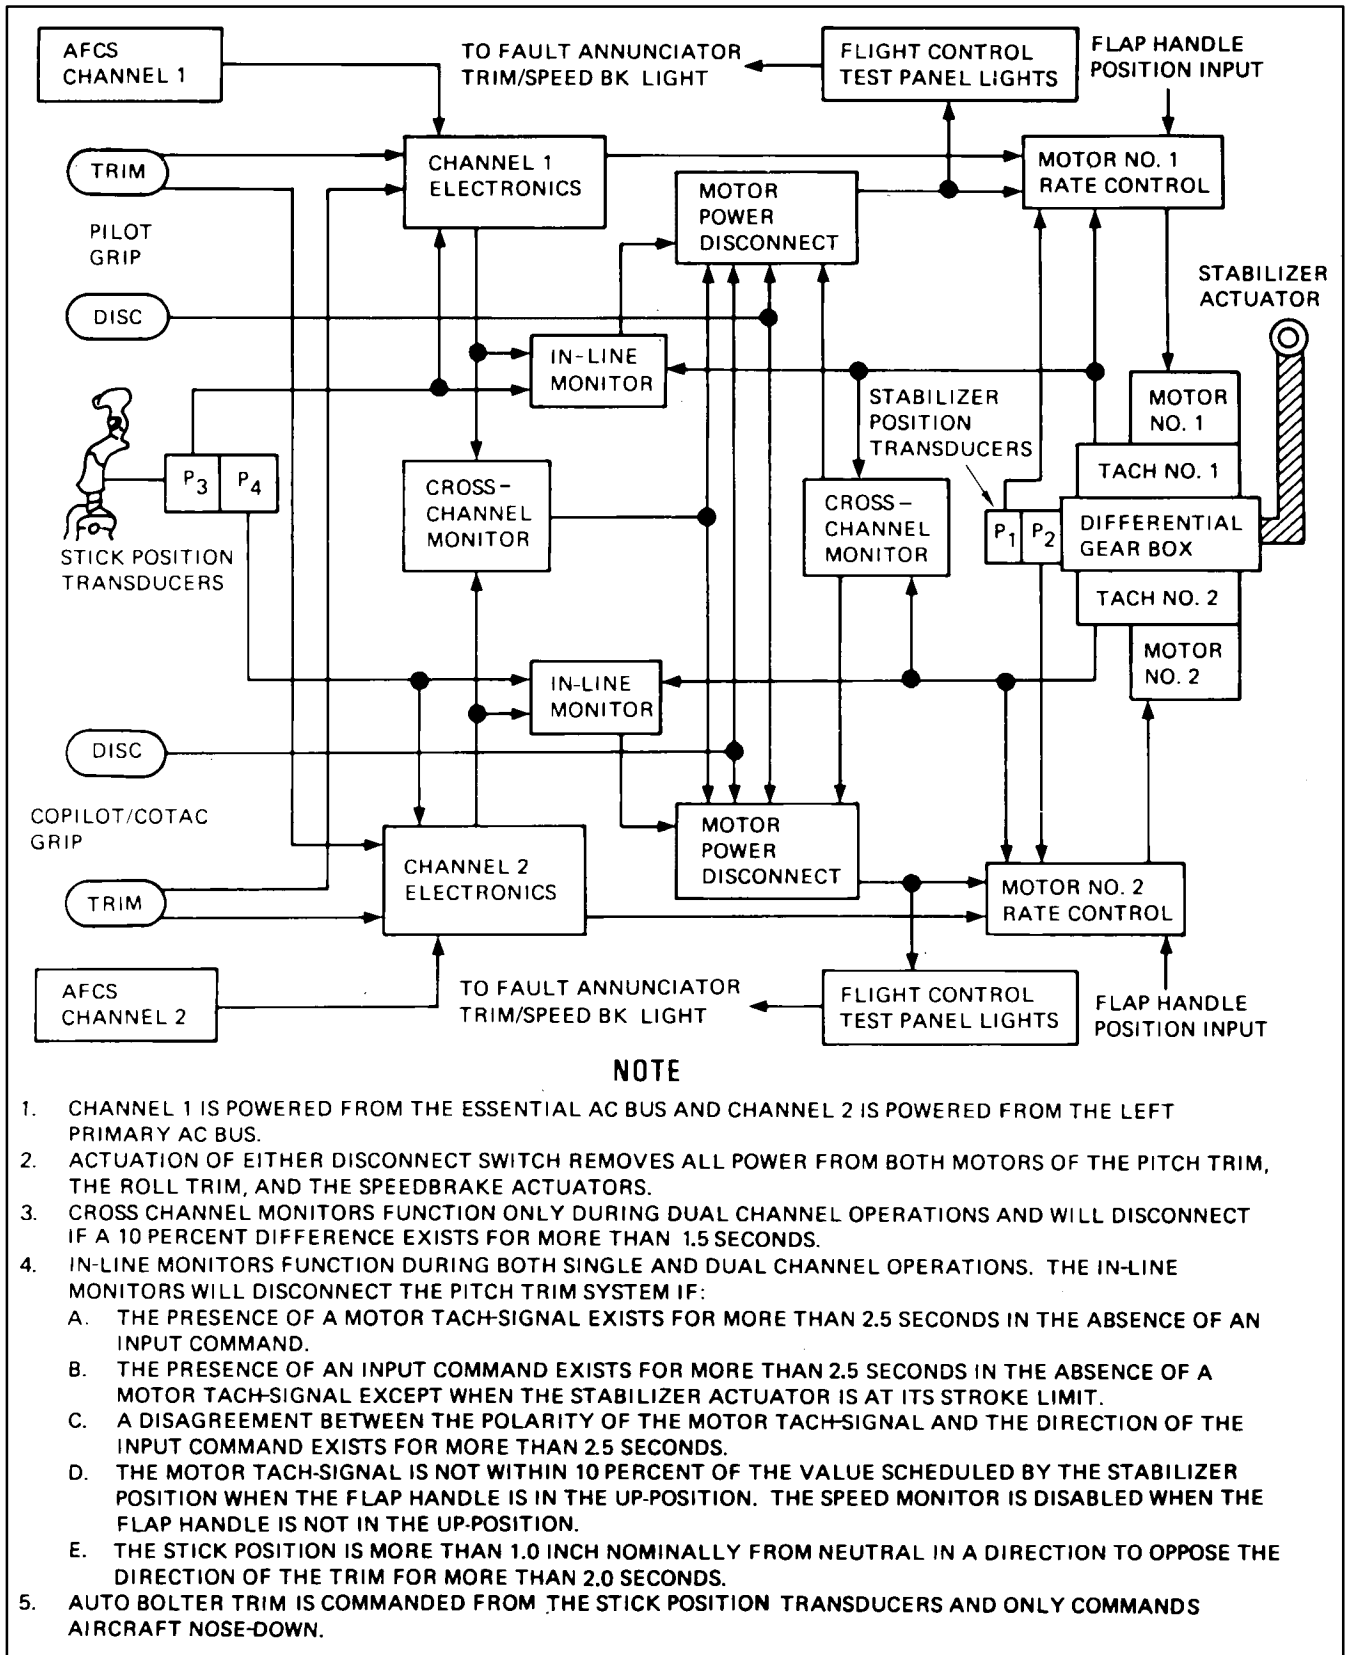 AFCS
CHANNEL 1
TO FAULT ANNUNCIATOR
TRIM/SPEED BK LIGHT
FLIGHT CONTROL
TEST PANEL LIGHTS
FLAP HANDLE
POSITION INPUT
TRIM
CHANNEL 1
ELECTRONICS
MOTOR
POWER
DISCONNECT
MOTOR NO. 1
RATE CONTROL
PILOT
GRIP
STABILIZER
ACTUATOR
DISC
IN-LINE
MONITOR
STABILIZER
POSITION
TRANSDUCERS
MOTOR
NO. 1
TACH NO. 1
P3 P4
CROSS-
CHANNEL
MONITOR
CROSS-
CHANNEL
MONITOR
P1 P2
DIFFERENTIAL
GEAR BOX
STICK POSITION
TRANSDUCERS
TACH NO. 2
MOTOR
NO. 2
IN-LINE
MONITOR
DISC
COPILOT/COTAC
GRIP
MOTOR
POWER
DISCONNECT
CHANNEL 2
ELECTRONICS
MOTOR NO. 2
RATE CONTROL
TRIM
AFCS
CHANNEL 2
TO FAULT ANNUNCIATOR
TRIM/SPEED BK LIGHT
FLIGHT CONTROL
TEST PANEL LIGHTS
FLAP HANDLE
POSITION INPUT
NOTE
1. CHANNEL 1 IS POWERED FROM THE ESSENTIAL AC BUS AND CHANNEL 2 IS POWERED FROM THE LEFT
PRIMARY AC BUS.
2. ACTUATION OF EITHER DISCONNECT SWITCH REMOVES ALL POWER FROM BOTH MOTORS OF THE PITCH TRIM,
THE ROLL TRIM, AND THE SPEEDBRAKE ACTUATORS.
3. CROSS CHANNEL MONITORS FUNCTION ONLY DURING DUAL CHANNEL OPERATIONS AND WILL DISCONNECT
IF A 10 PERCENT DIFFERENCE EXISTS FOR MORE THAN 1.5 SECONDS.
4. IN-LINE MONITORS FUNCTION DURING BOTH SINGLE AND DUAL CHANNEL OPERATIONS. THE IN-LINE
MONITORS WILL DISCONNECT THE PITCH TRIM SYSTEM IF:
A. THE PRESENCE OF A MOTOR TACH-SIGNAL EXISTS FOR MORE THAN 2.5 SECONDS IN THE ABSENCE OF AN
INPUT COMMAND.
B. THE PRESENCE OF AN INPUT COMMAND EXISTS FOR MORE THAN 2.5 SECONDS IN THE ABSENCE OF A
MOTOR TACH-SIGNAL EXCEPT WHEN THE STABILIZER ACTUATOR IS AT ITS STROKE LIMIT.
C. A DISAGREEMENT BETWEEN THE POLARITY OF THE MOTOR TACH-SIGNAL AND THE DIRECTION OF THE
INPUT COMMAND EXISTS FOR MORE THAN 2.5 SECONDS.
D. THE MOTOR TACH-SIGNAL IS NOT WITHIN 10 PERCENT OF THE VALUE SCHEDULED BY THE STABILIZER
POSITION WHEN THE FLAP HANDLE IS IN THE UP-POSITION. THE SPEED MONITOR IS DISABLED WHEN THE
FLAP HANDLE IS NOT IN THE UP-POSITION.
E. THE STICK POSITION IS MORE THAN 1.0 INCH NOMINALLY FROM NEUTRAL IN A DIRECTION TO OPPOSE THE
DIRECTION OF THE TRIM FOR MORE THAN 2.0 SECONDS.
5. AUTO BOLTER TRIM IS COMMANDED FROM THE STICK POSITION TRANSDUCERS AND ONLY COMMANDS
AIRCRAFT NOSE-DOWN.